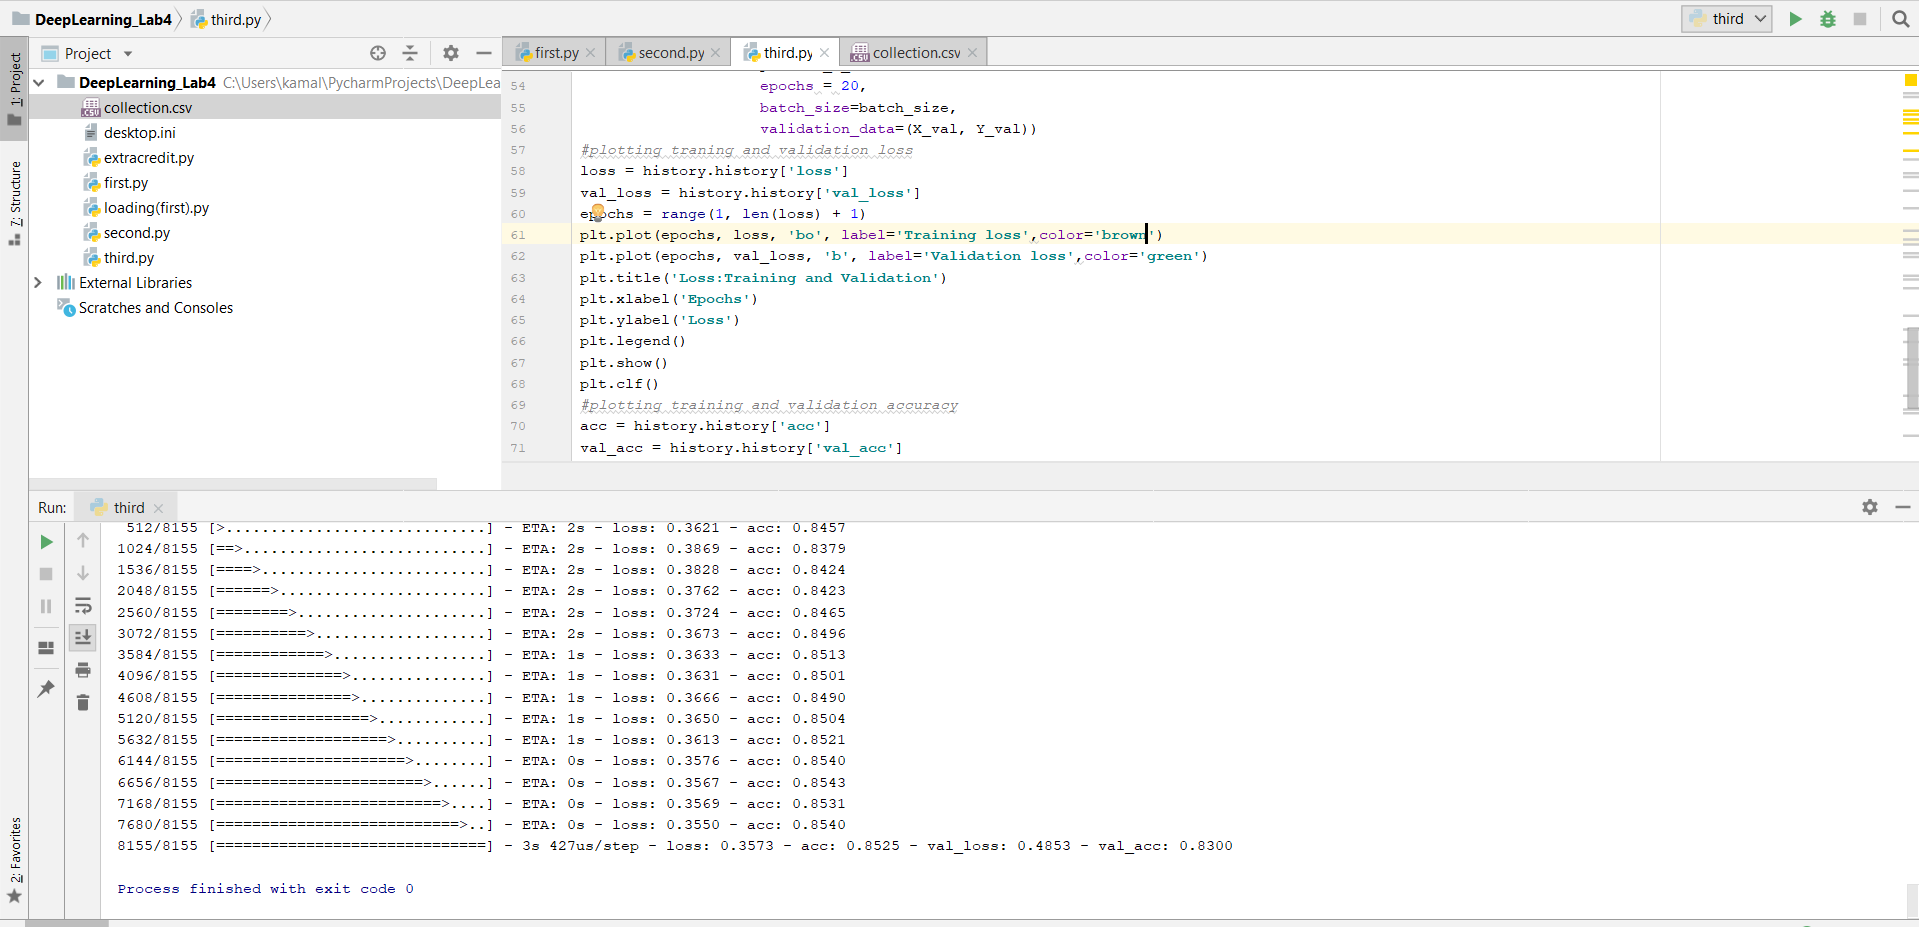 DeepLearning_Lab4 third.py third
Project
first.py second.py third.py collection.csv
1: Project
7: Structure
2: Favorites
DeepLearning_Lab4 C:\Users\kamal\PycharmProjects\DeepLea
collection.csv
desktop.ini
extracredit.py
first.py
loading(first).py
second.py
third.py
External Libraries
Scratches and Consoles
54 epochs = 20,
55 batch_size=batch_size,
56 validation_data=(X_val, Y_val))
57 #plotting traning and validation loss
58 loss = history.history['loss']
59 val_loss = history.history['val_loss']
60 epochs = range(1, len(loss) + 1)
61 plt.plot(epochs, loss, 'bo', label='Training loss',color='brown')
62 plt.plot(epochs, val_loss, 'b', label='Validation loss',color='green')
63 plt.title('Loss:Training and Validation')
64 plt.xlabel('Epochs')
65 plt.ylabel('Loss')
66 plt.legend()
67 plt.show()
68 plt.clf()
69 #plotting training and validation accuracy
70 acc = history.history['acc']
71 val_acc = history.history['val_acc']
Run: third
512/8155 [>.............................] - ETA: 2s - loss: 0.3621 - acc: 0.8457
1024/8155 [==>...........................] - ETA: 2s - loss: 0.3869 - acc: 0.8379
1536/8155 [====>.........................] - ETA: 2s - loss: 0.3828 - acc: 0.8424
2048/8155 [======>.......................] - ETA: 2s - loss: 0.3762 - acc: 0.8423
2560/8155 [========>.....................] - ETA: 2s - loss: 0.3724 - acc: 0.8465
3072/8155 [==========>...................] - ETA: 2s - loss: 0.3673 - acc: 0.8496
3584/8155 [============>.................] - ETA: 1s - loss: 0.3633 - acc: 0.8513
4096/8155 [==============>...............] - ETA: 1s - loss: 0.3631 - acc: 0.8501
4608/8155 [===============>..............] - ETA: 1s - loss: 0.3666 - acc: 0.8490
5120/8155 [=================>............] - ETA: 1s - loss: 0.3650 - acc: 0.8504
5632/8155 [===================>..........] - ETA: 1s - loss: 0.3613 - acc: 0.8521
6144/8155 [=====================>........] - ETA: 0s - loss: 0.3576 - acc: 0.8540
6656/8155 [=======================>......] - ETA: 0s - loss: 0.3567 - acc: 0.8543
7168/8155 [=========================>....] - ETA: 0s - loss: 0.3569 - acc: 0.8531
7680/8155 [===========================>..] - ETA: 0s - loss: 0.3550 - acc: 0.8540
8155/8155 [==============================] - 3s 427us/step - loss: 0.3573 - acc: 0.8525 - val_loss: 0.4853 - val_acc: 0.8300
Process finished with exit code 0